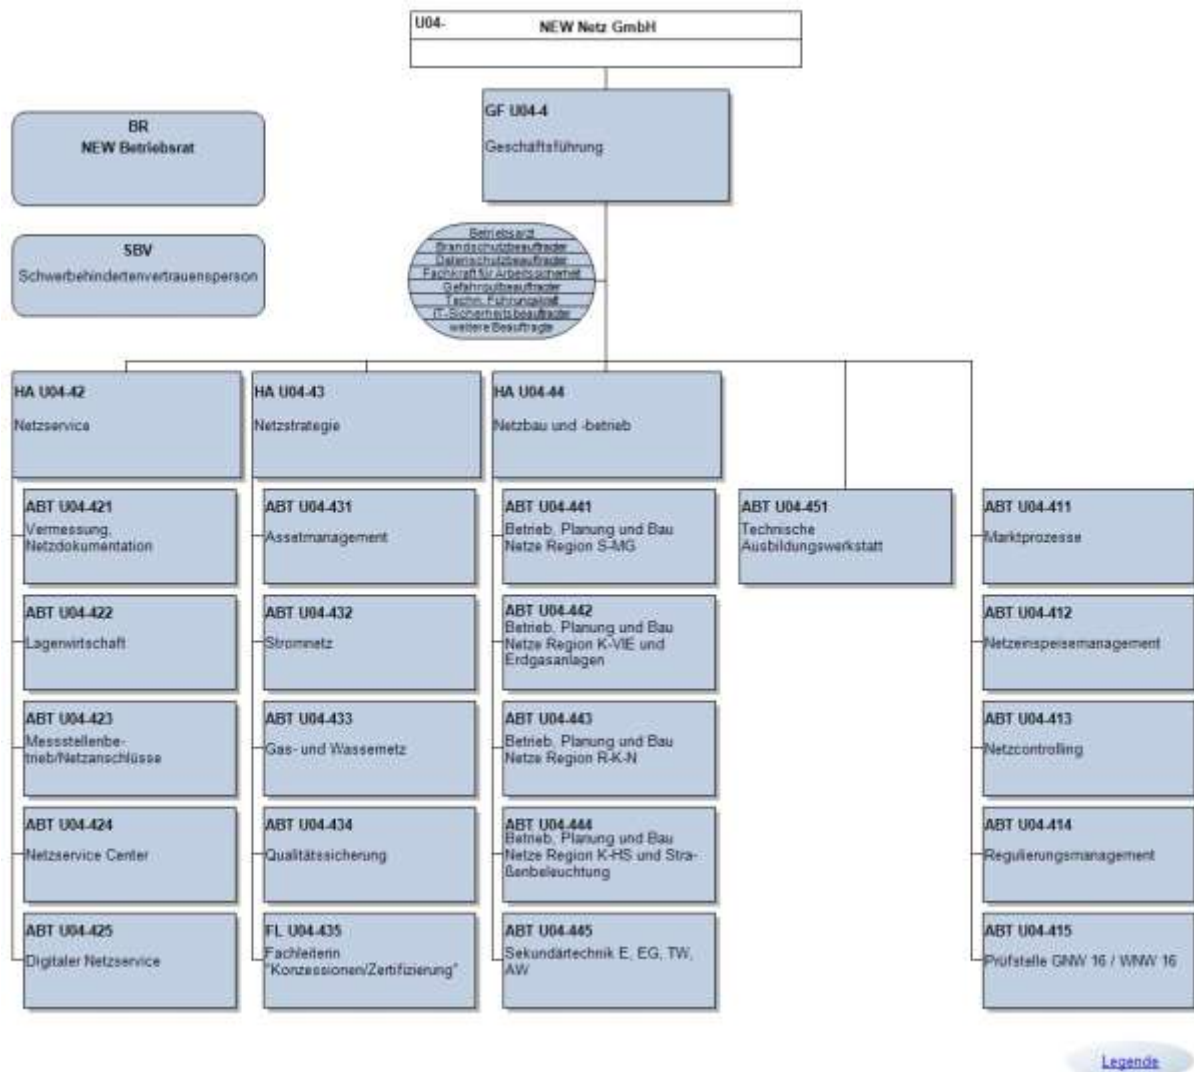 U04-
NEW Netz GmbH
GF U04-4
Geschäftsführung
BR
NEW Betriebsrat
SBV
Schwerbehindertenvertrauensperson
Betriebsarzt
Brandschutzbeauftragter
Datenschutzbeauftragter
Fachkraft für Arbeitssicherheit
Gefahrgutbeauftragter
Techn. Führungskraft
IT-Sicherheitsbeauftragter
weitere Beauftragte
HA U04-42
Netzservice
HA U04-43
Netzstrategie
HA U04-44
Netzbau und -betrieb
ABT U04-421
Vermessung,
Netzdokumentation
ABT U04-431
Assetmanagement
ABT U04-441
Betrieb, Planung und Bau
Netze Region S-MG
ABT U04-451
Technische
Ausbildungswerkstatt
ABT U04-411
Marktprozesse
ABT U04-422
Lagerwirtschaft
ABT U04-432
Stromnetz
ABT U04-442
Betrieb, Planung und Bau
Netze Region K-VIE und
Erdgasanlagen
ABT U04-412
Netzeinspeisemanagement
ABT U04-423
Messstellenbe-
trieb/Netzanschlüsse
ABT U04-433
Gas- und Wassernetz
ABT U04-443
Betrieb, Planung und Bau
Netze Region R-K-N
ABT U04-413
Netzcontrolling
ABT U04-424
Netzservice Center
ABT U04-434
Qualitätssicherung
ABT U04-444
Betrieb, Planung und Bau
Netze Region K-HS und Stra-
ßenbeleuchtung
ABT U04-414
Regulierungsmanagement
ABT U04-425
Digitaler Netzservice
FL U04-435
Fachleiterin
"Konzessionen/Zertifizierung"
ABT U04-445
Sekundärtechnik E, EG, TW,
AW
ABT U04-415
Prüfstelle GNW 16 / WNW 16
Legende